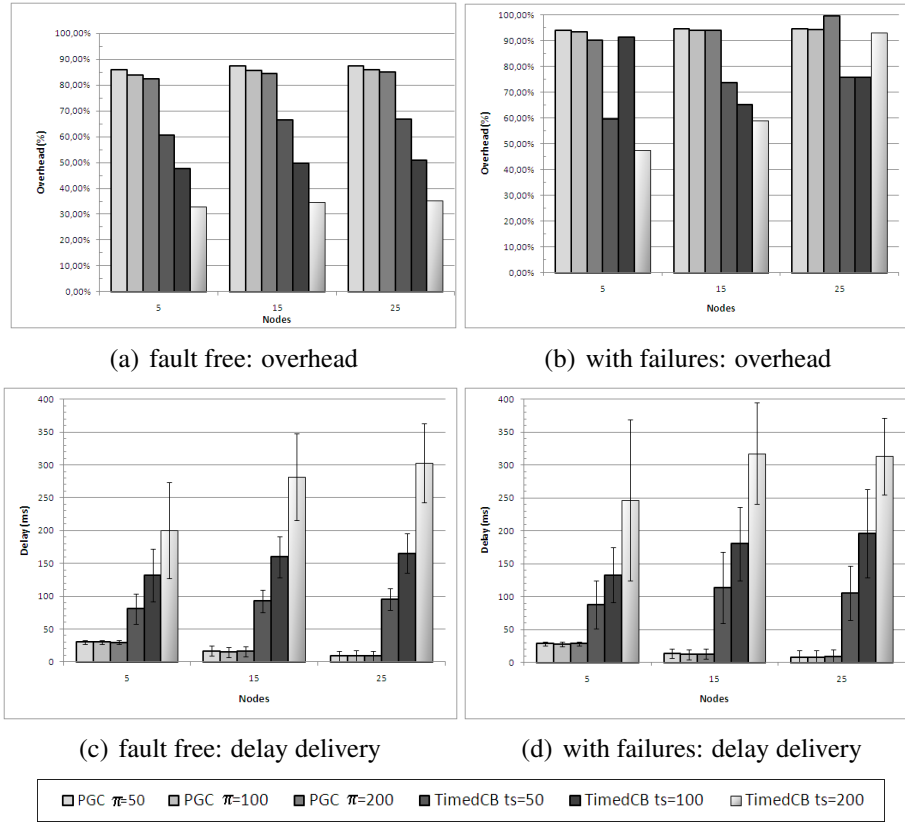 100,00%
90,00%
80,00%
70,00%
60,00%
50,00%
40,00%
30,00%
20,00%
10,00%
0,00%
Overhead (%)
5 15 25
Nodes
(a) fault free: overhead
100,00%
90,00%
80,00%
70,00%
60,00%
50,00%
40,00%
30,00%
20,00%
10,00%
0,00%
Overhead (%)
5 15 25
Nodes
(b) with failures: overhead
400
350
300
250
200
150
100
50
0
Delay (ms)
5 15 25
Nodes
(c) fault free: delay delivery
400
350
300
250
200
150
100
50
0
Delay (ms)
5 15 25
Nodes
(d) with failures: delay delivery
PGC π=50 PGC π=100 PGC π=200 TimedCB ts=50 TimedCB ts=100 TimedCB ts=200